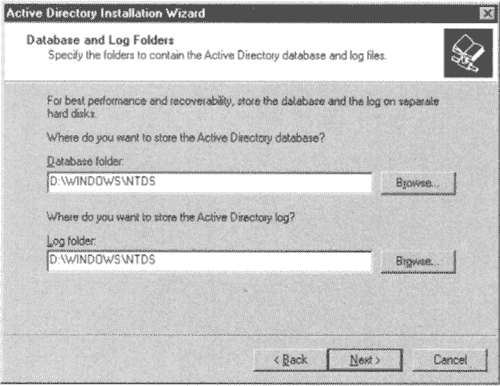 Active Directory Installation Wizard
Database and Log Folders
Specify the folders to contain the Active Directory database and log files.
For best performance and recoverability, store the database and the log on separate
hard disks.
Where do you want to store the Active Directory database?
Database folder:
D:\WINDOWS\NTDS
Browse...
Where do you want to store the Active Directory log?
Log folder:
D:\WINDOWS\NTDS
Browse...
< Back Next > Cancel